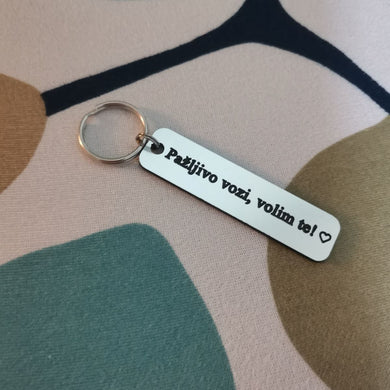 Pažljivo vozi, volim te! ♡